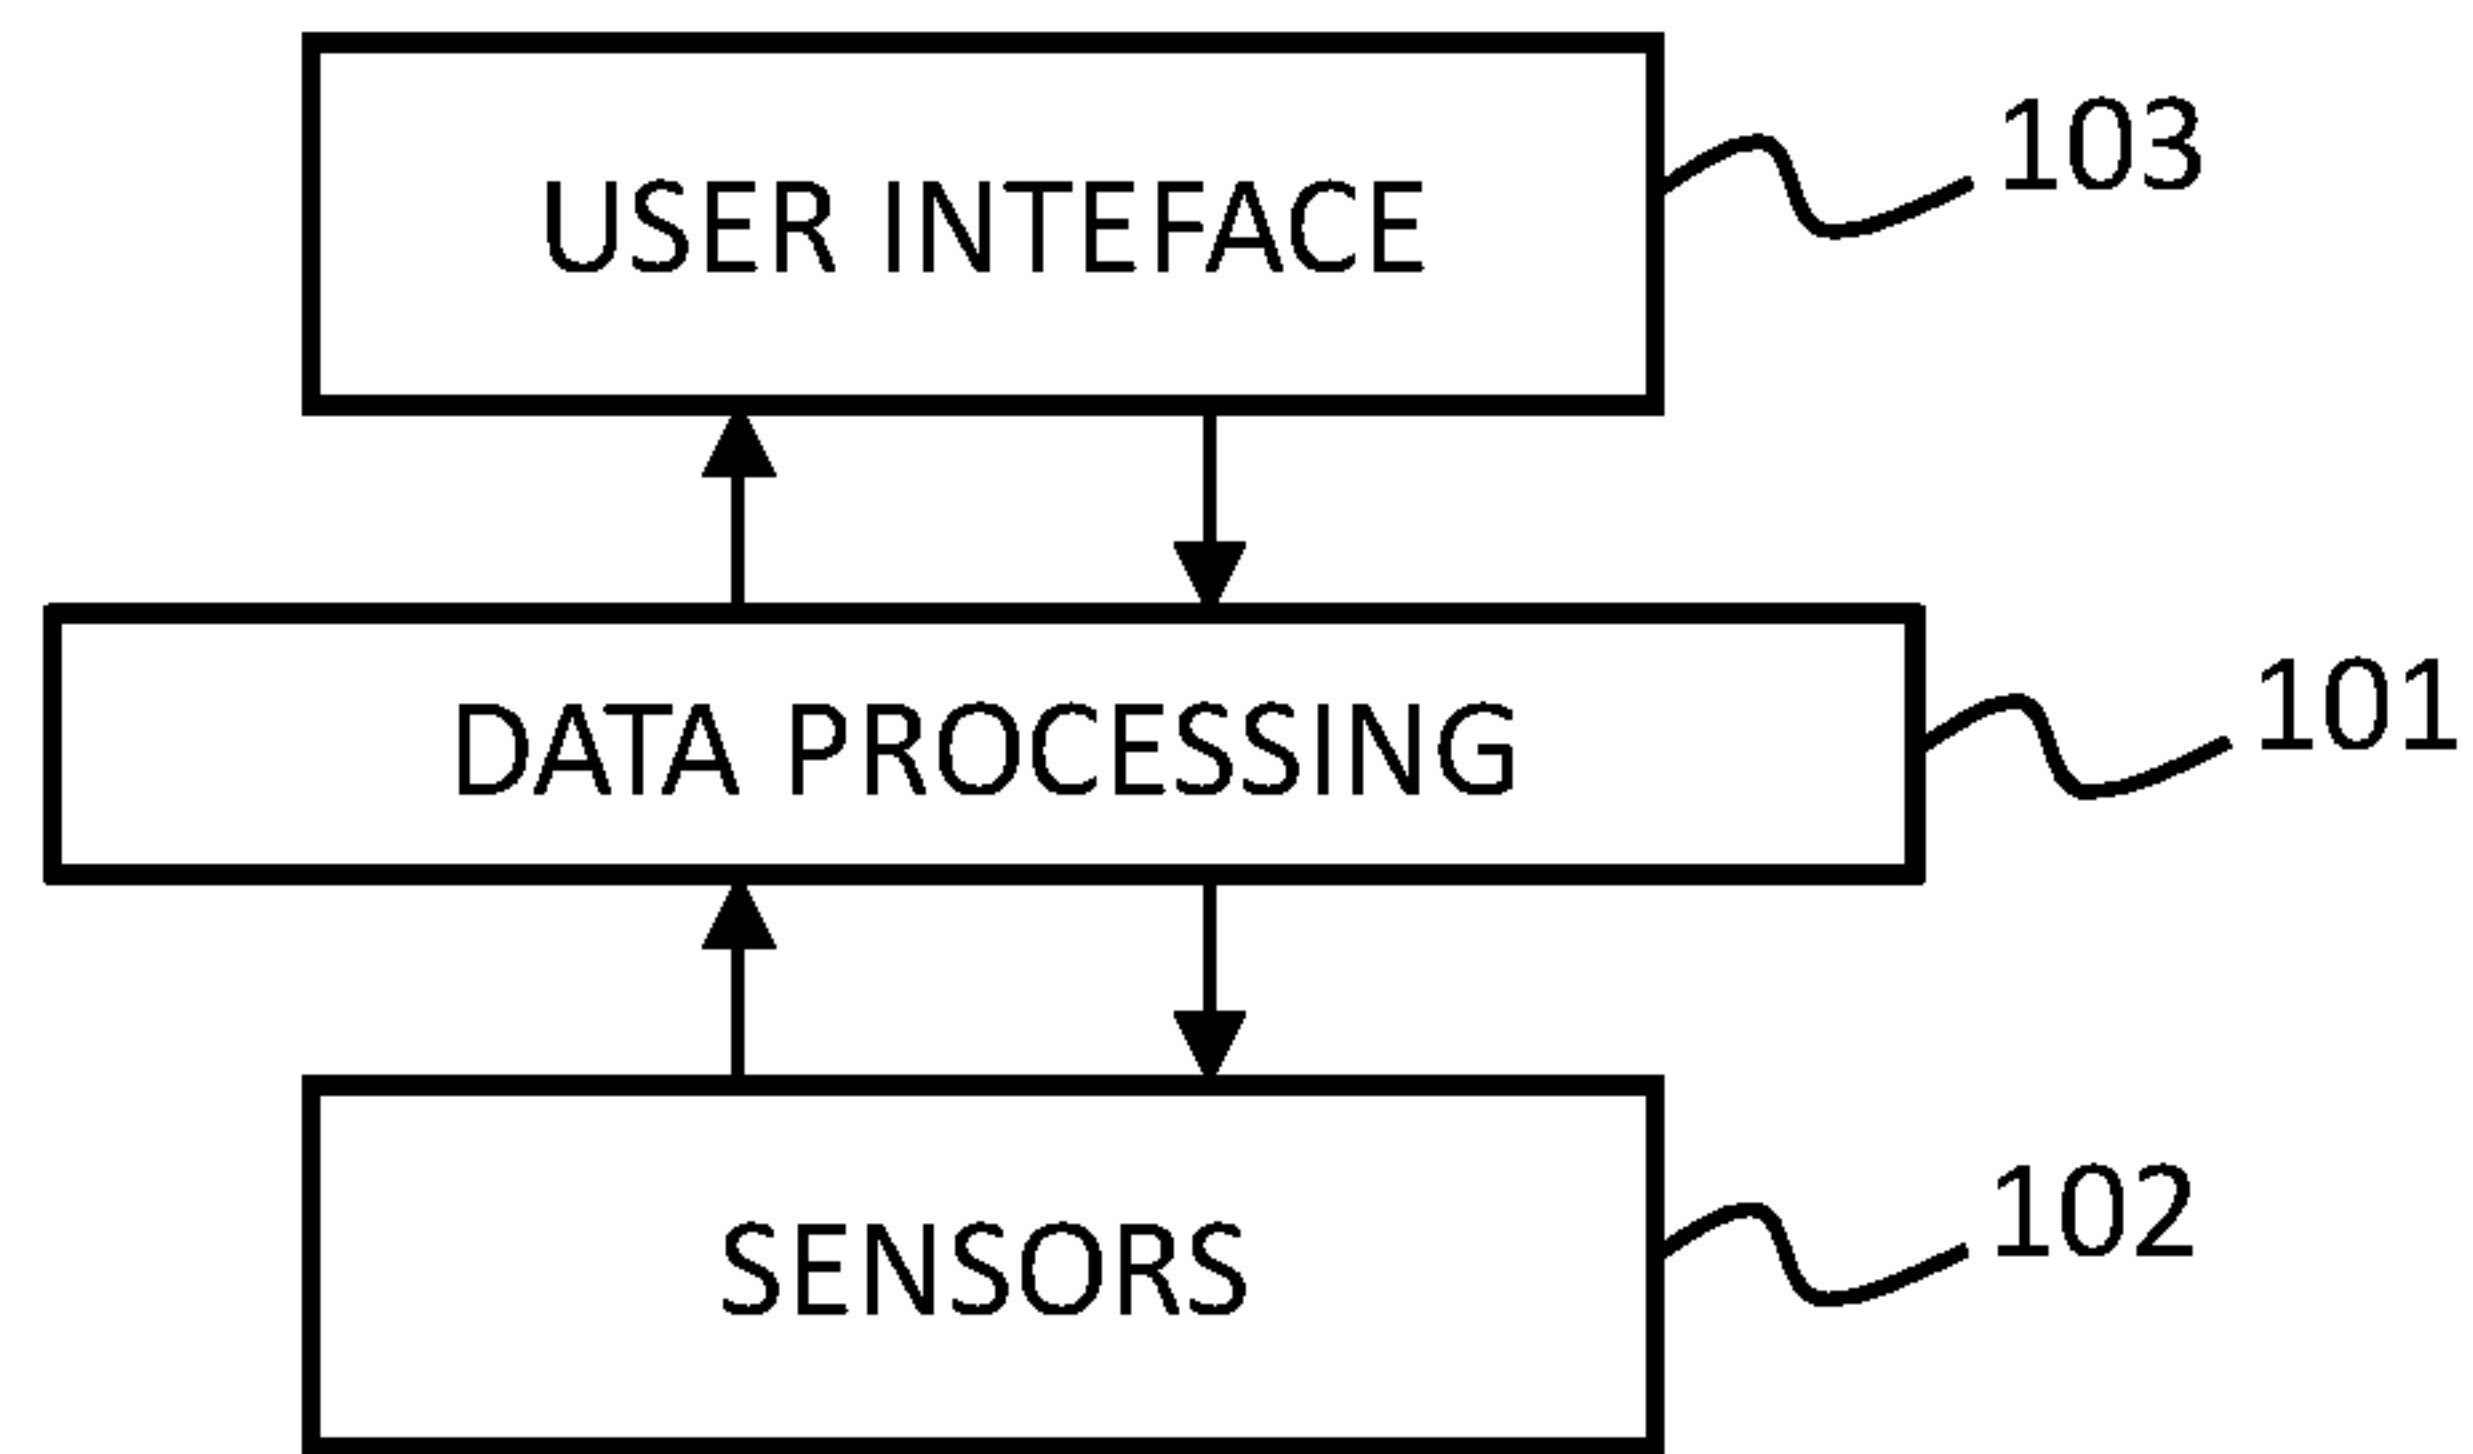 USER INTEFACE
103
DATA PROCESSING
101
SENSORS
102